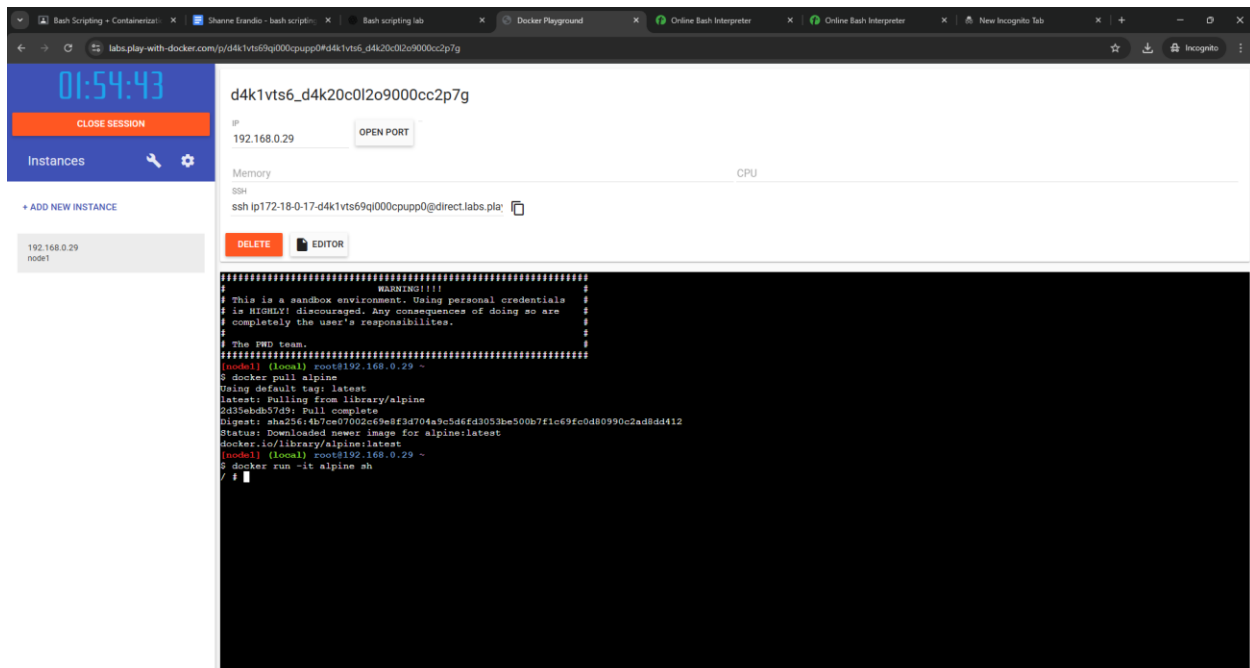 Bash Scripting + Containerizati
Shanne Erandio - bash scripting
Bash scripting lab
Docker Playground
Online Bash Interpreter
Online Bash Interpreter
New Incognito Tab
labs.play-with-docker.com/p/d4k1vts69qi000cpupp0#d4k1vts6_d4k20c0l2o9000cc2p7g
Incognito
01:54:43
CLOSE SESSION
Instances
+ ADD NEW INSTANCE
192.168.0.29
node1
d4k1vts6_d4k20c0l2o9000cc2p7g
IP
192.168.0.29
OPEN PORT
Memory
CPU
SSH
ssh ip172-18-0-17-d4k1vts69qi000cpupp0@direct.labs.pla
DELETE
EDITOR
###############################################################
# WARNING!!!! #
# This is a sandbox environment. Using personal credentials #
# is HIGHLY! discouraged. Any consequences of doing so are #
# completely the user's responsibilites. #
# #
# The PWD team. #
###############################################################
[node1] (local) root@192.168.0.29 ~
$ docker pull alpine
Using default tag: latest
latest: Pulling from library/alpine
2d35ebdb57d9: Pull complete
Digest: sha256:4b7ce07002c69e8f3d704a9c5d6fd3053be500b7f1c69fc0d80990c2ad8dd412
Status: Downloaded newer image for alpine:latest
docker.io/library/alpine:latest
[node1] (local) root@192.168.0.29 ~
$ docker run -it alpine sh
/ #